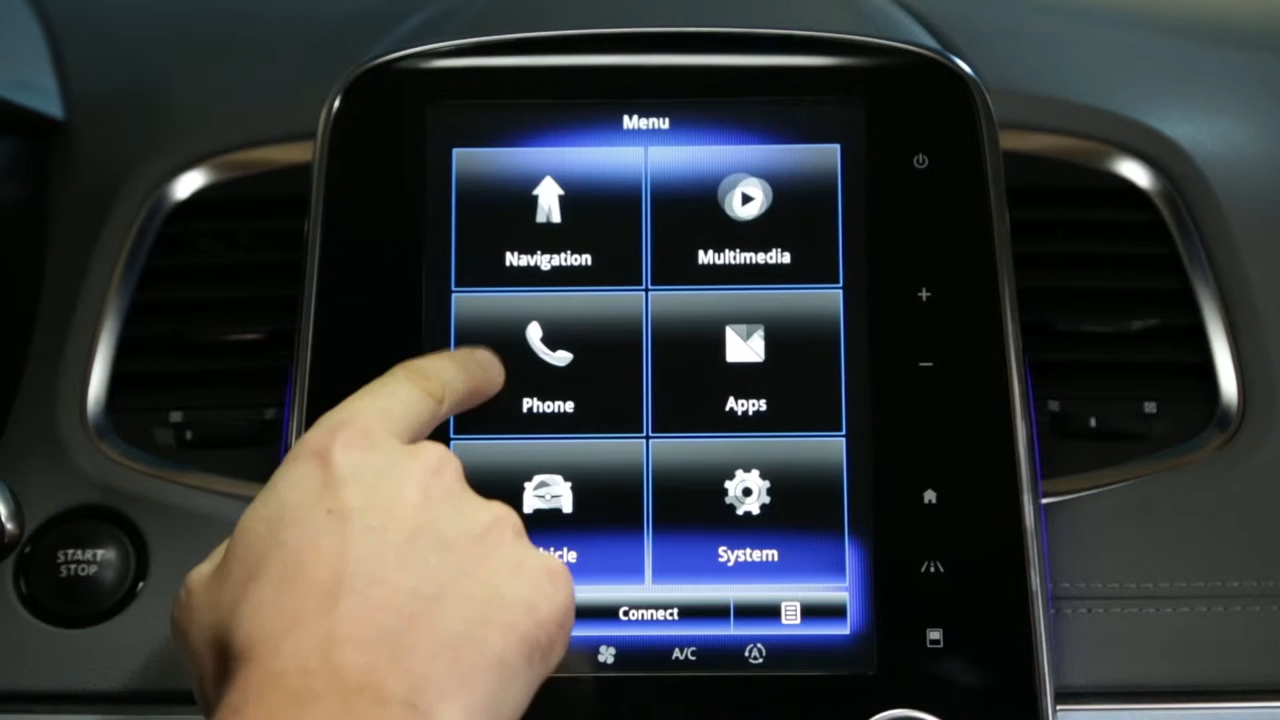 Menu
Navigation
Multimedia
Phone
Apps
System
Connect
A/C
START
STOP